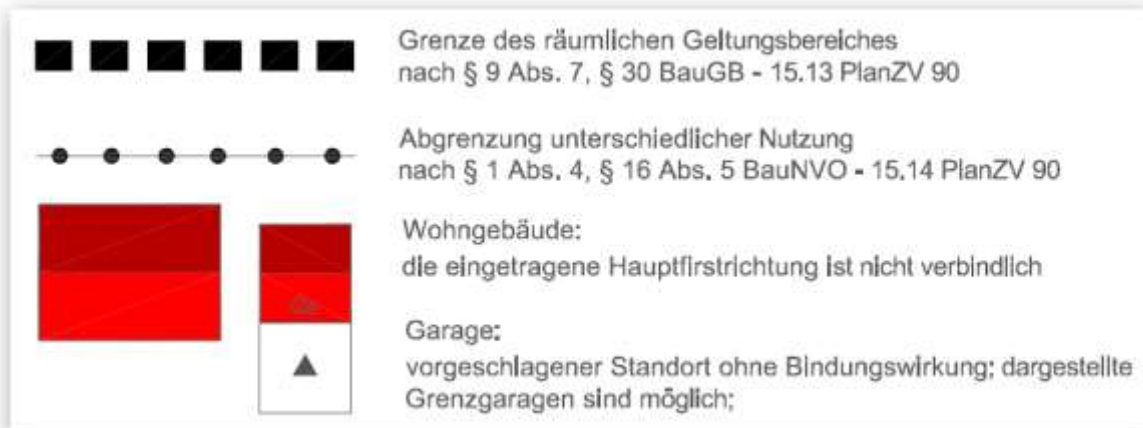 Grenze des räumlichen Geltungsbereiches
nach § 9 Abs. 7, § 30 BauGB - 15.13 PlanZV 90
Abgrenzung unterschiedlicher Nutzung
nach § 1 Abs. 4, § 16 Abs. 5 BauNVO - 15.14 PlanZV 90
Wohngebäude:
die eingetragene Hauptfirstrichtung ist nicht verbindlich
Ga
Garage:
vorgeschlagener Standort ohne Bindungswirkung; dargestellte
Grenzgaragen sind möglich;